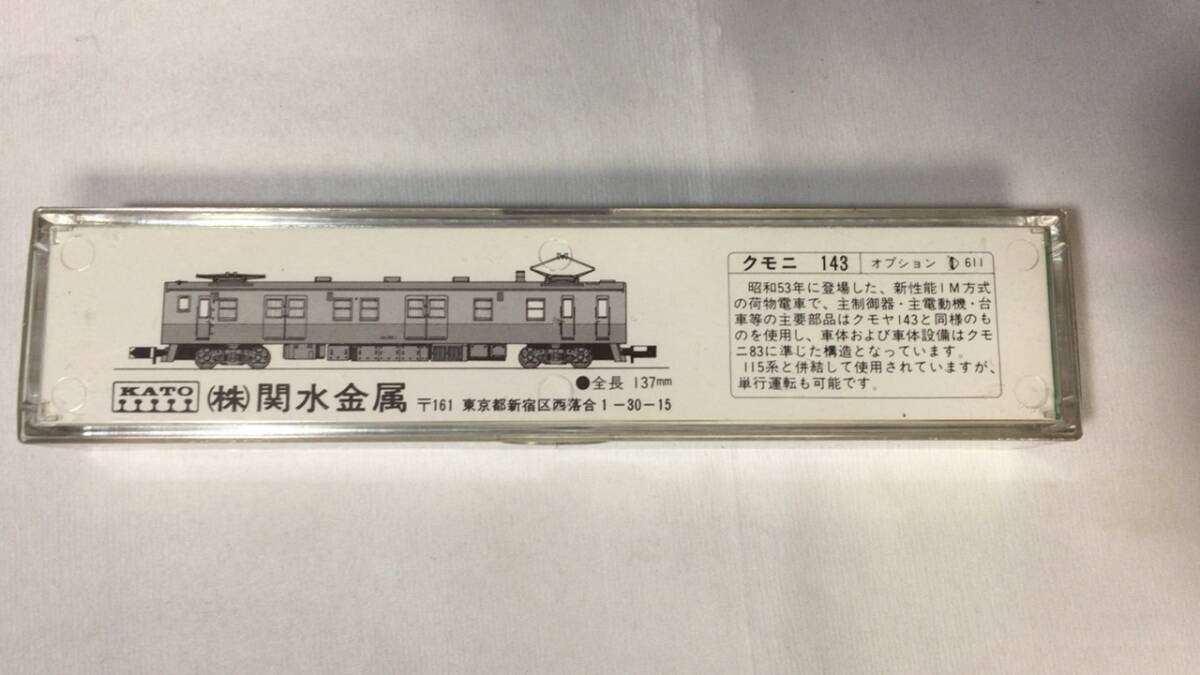 クモニ 143 オプション 611
昭和53年に登場した、新性能1M方式
の荷物電車で、主制御器・主電動機・台
車等の主要部品はクモヤ143と同様のも
のを使用し、車体および車体設備はクモ
ニ83に準じた構造となっています。
115系と併結して使用されていますが、
単行運転も可能です。
●全長 137mm
KATO ㈱関水金属 〒161 東京都新宿区西落合1-30-15